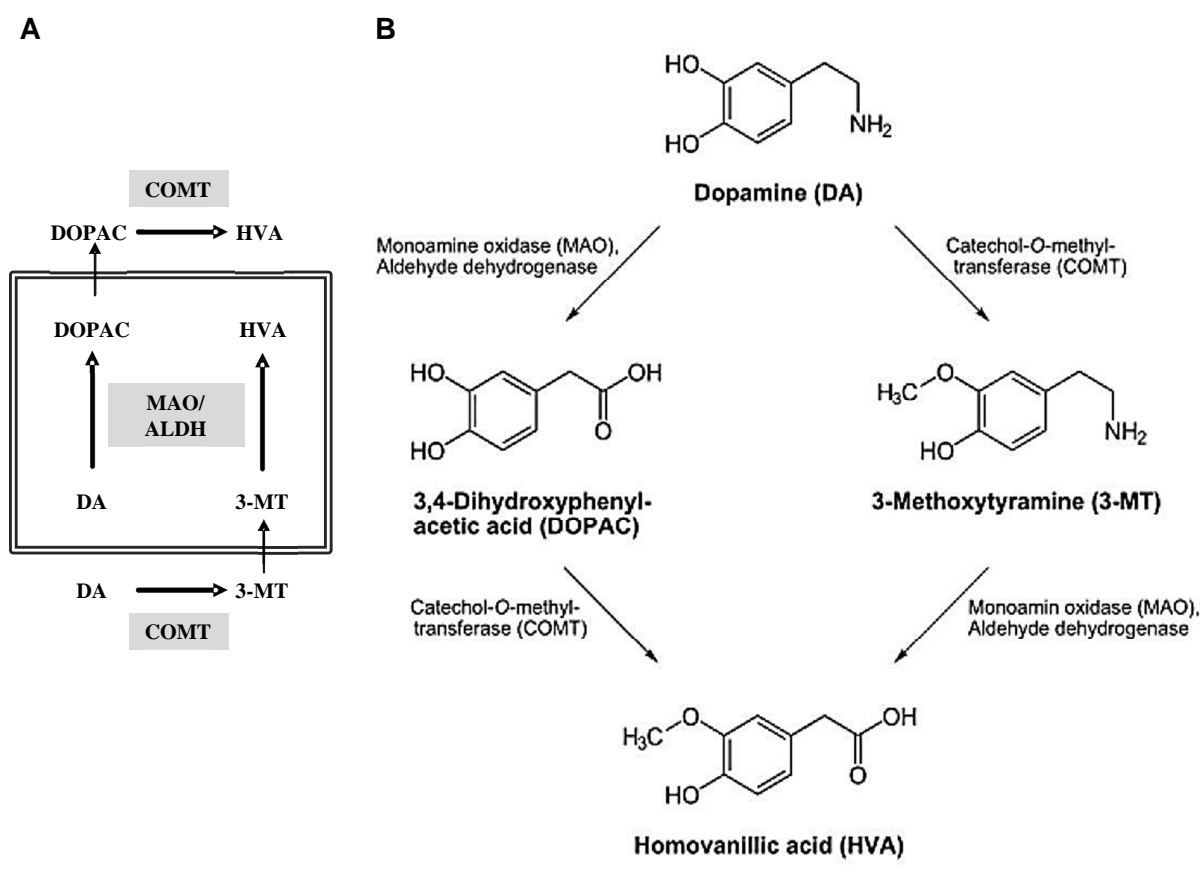 A
COMT
DOPAC
HVA
DOPAC
HVA
MAO/
ALDH
DA
3-MT
DA
3-MT
COMT
B
HO
HO
NH2
Dopamine (DA)
Monoamine oxidase (MAO),
Aldehyde dehydrogenase
Catechol-O-methyl-
transferase (COMT)
HO
HO
OH
O
3,4-Dihydroxyphenyl-
acetic acid (DOPAC)
O
H3C
HO
NH2
3-Methoxytyramine (3-MT)
Catechol-O-methyl-
transferase (COMT)
Monoamin oxidase (MAO),
Aldehyde dehydrogenase
O
H3C
HO
OH
O
Homovanillic acid (HVA)